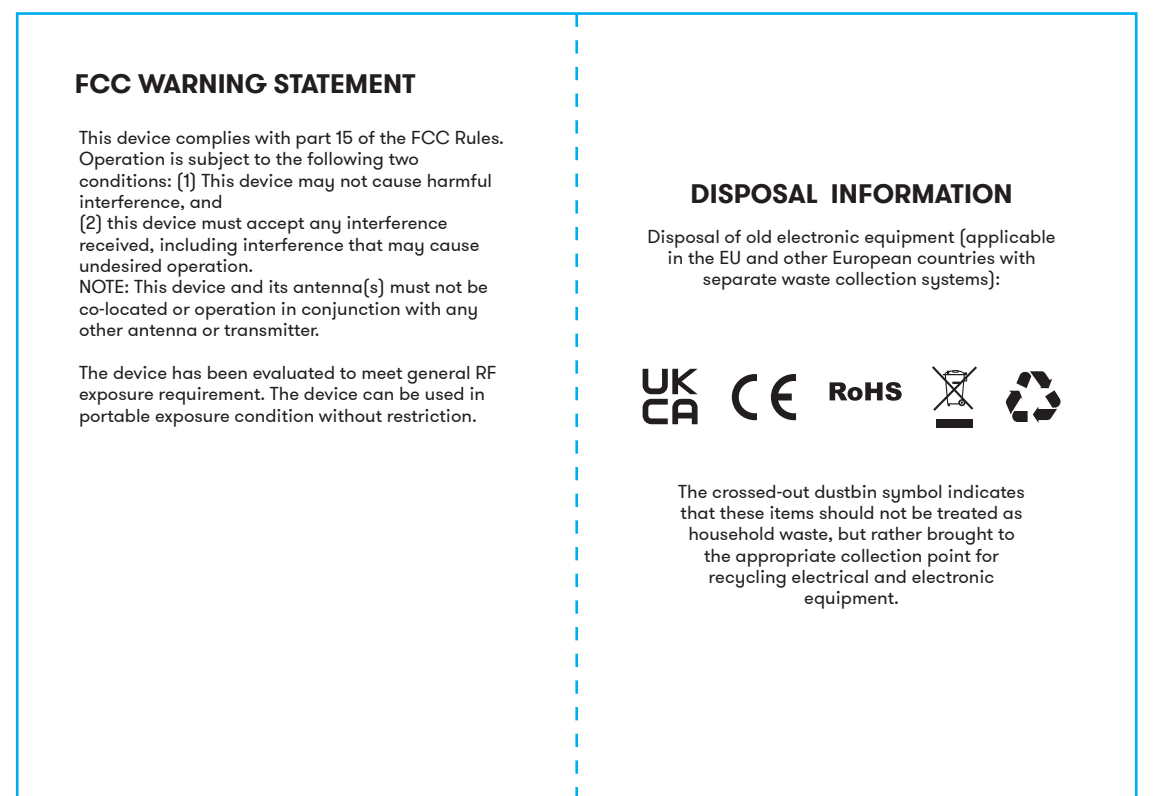 FCC WARNING STATEMENT
This device complies with part 15 of the FCC Rules.
Operation is subject to the following two
conditions: (1) This device may not cause harmful
interference, and
(2) this device must accept any interference
received, including interference that may cause
undesired operation.
NOTE: This device and its antenna(s) must not be
co-located or operation in conjunction with any
other antenna or transmitter.
The device has been evaluated to meet general RF
exposure requirement. The device can be used in
portable exposure condition without restriction.
DISPOSAL INFORMATION
Disposal of old electronic equipment (applicable
in the EU and other European countries with
separate waste collection systems):
UK
CA
CE
RoHS
The crossed-out dustbin symbol indicates
that these items should not be treated as
household waste, but rather brought to
the appropriate collection point for
recycling electrical and electronic
equipment.